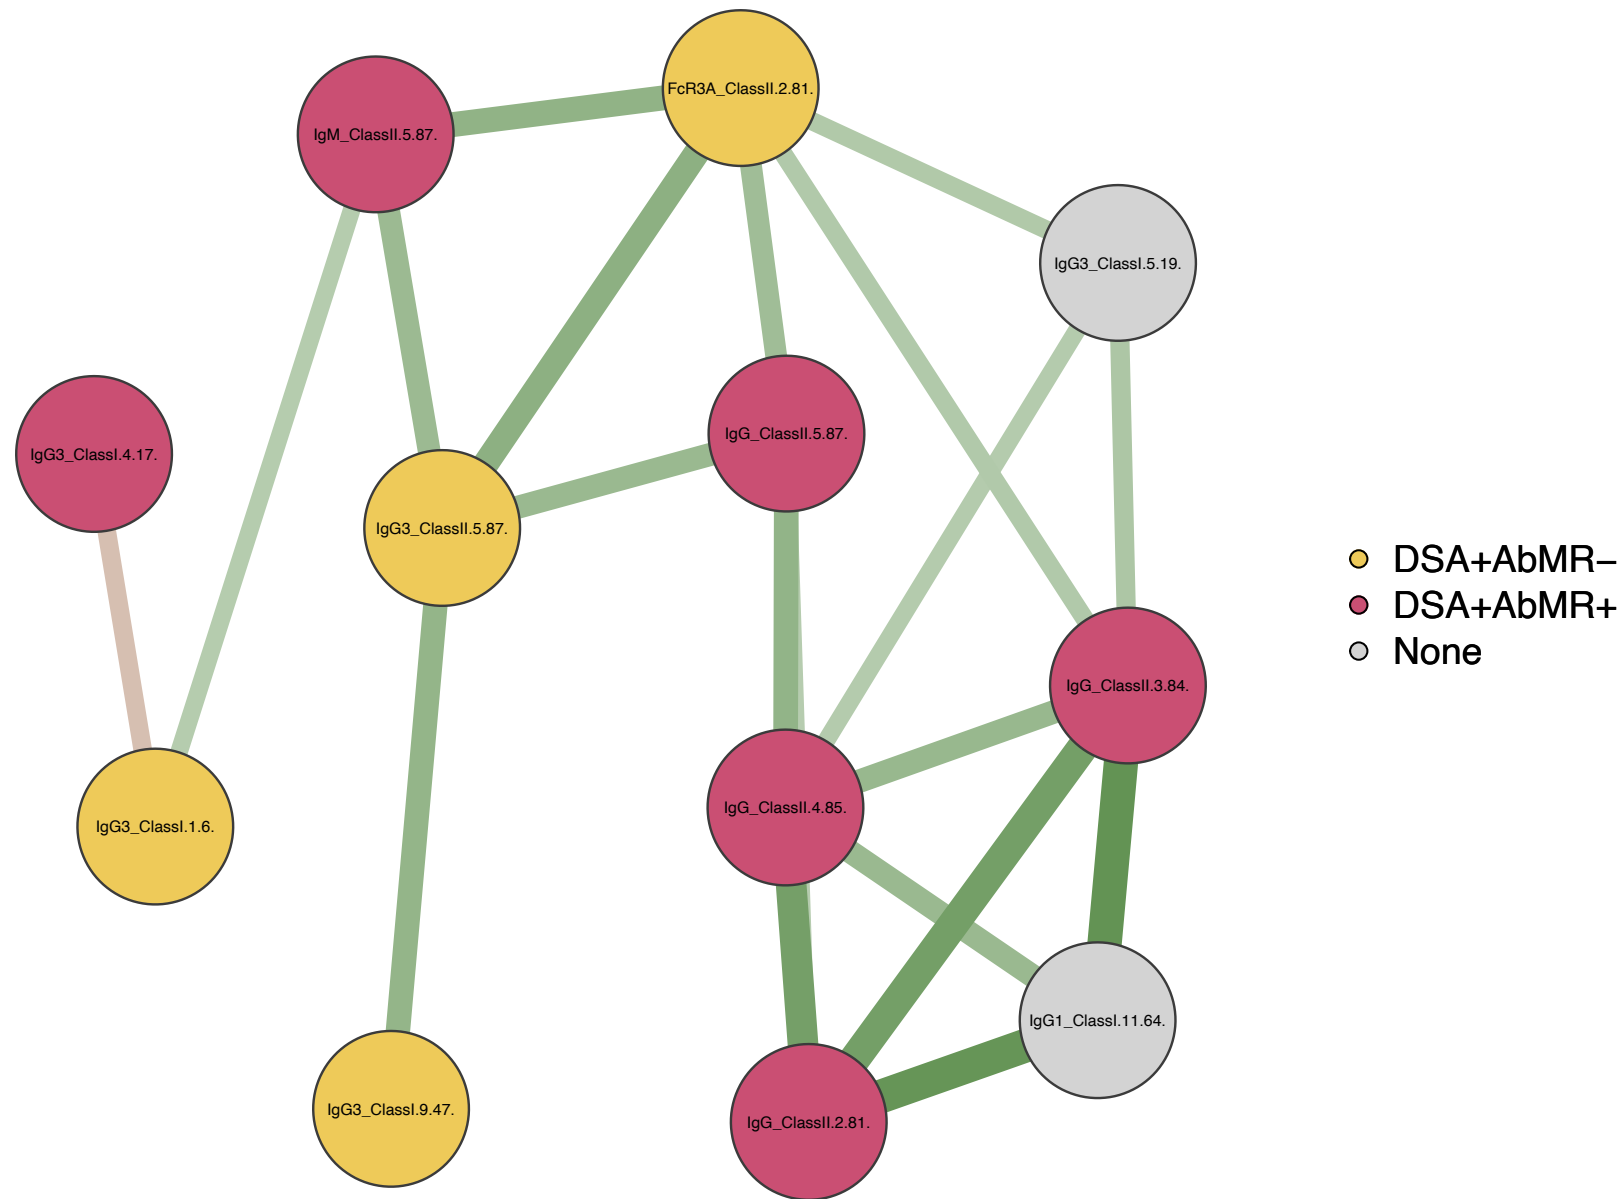 FcR3A_ClassII.2.81.
IgM_ClassII.5.87.
IgG3_ClassI.5.19.
IgG_ClassII.5.87.
IgG3_ClassI.4.17.
IgG3_ClassII.5.87.
DSA+AbMR−
DSA+AbMR+
None
IgG_ClassII.3.84.
IgG_ClassII.4.85.
IgG3_ClassI.1.6.
IgG1_ClassI.11.64.
IgG3_ClassI.9.47.
IgG_ClassII.2.81.